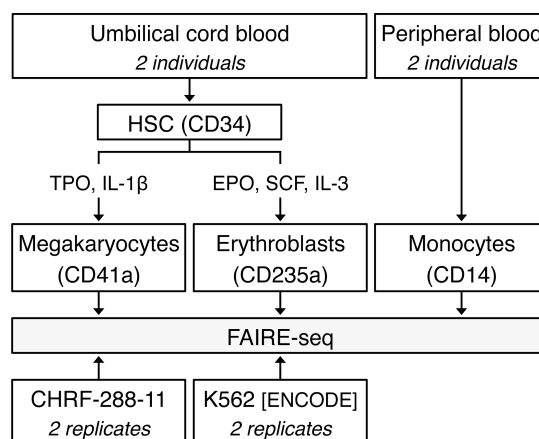 Umbilical cord blood
2 individuals
Peripheral blood
2 individuals
HSC (CD34)
TPO, IL-1β
EPO, SCF, IL-3
Megakaryocytes
(CD41a)
Erythroblasts
(CD235a)
Monocytes
(CD14)
FAIRE-seq
CHRF-288-11
2 replicates
K562 [ENCODE]
2 replicates